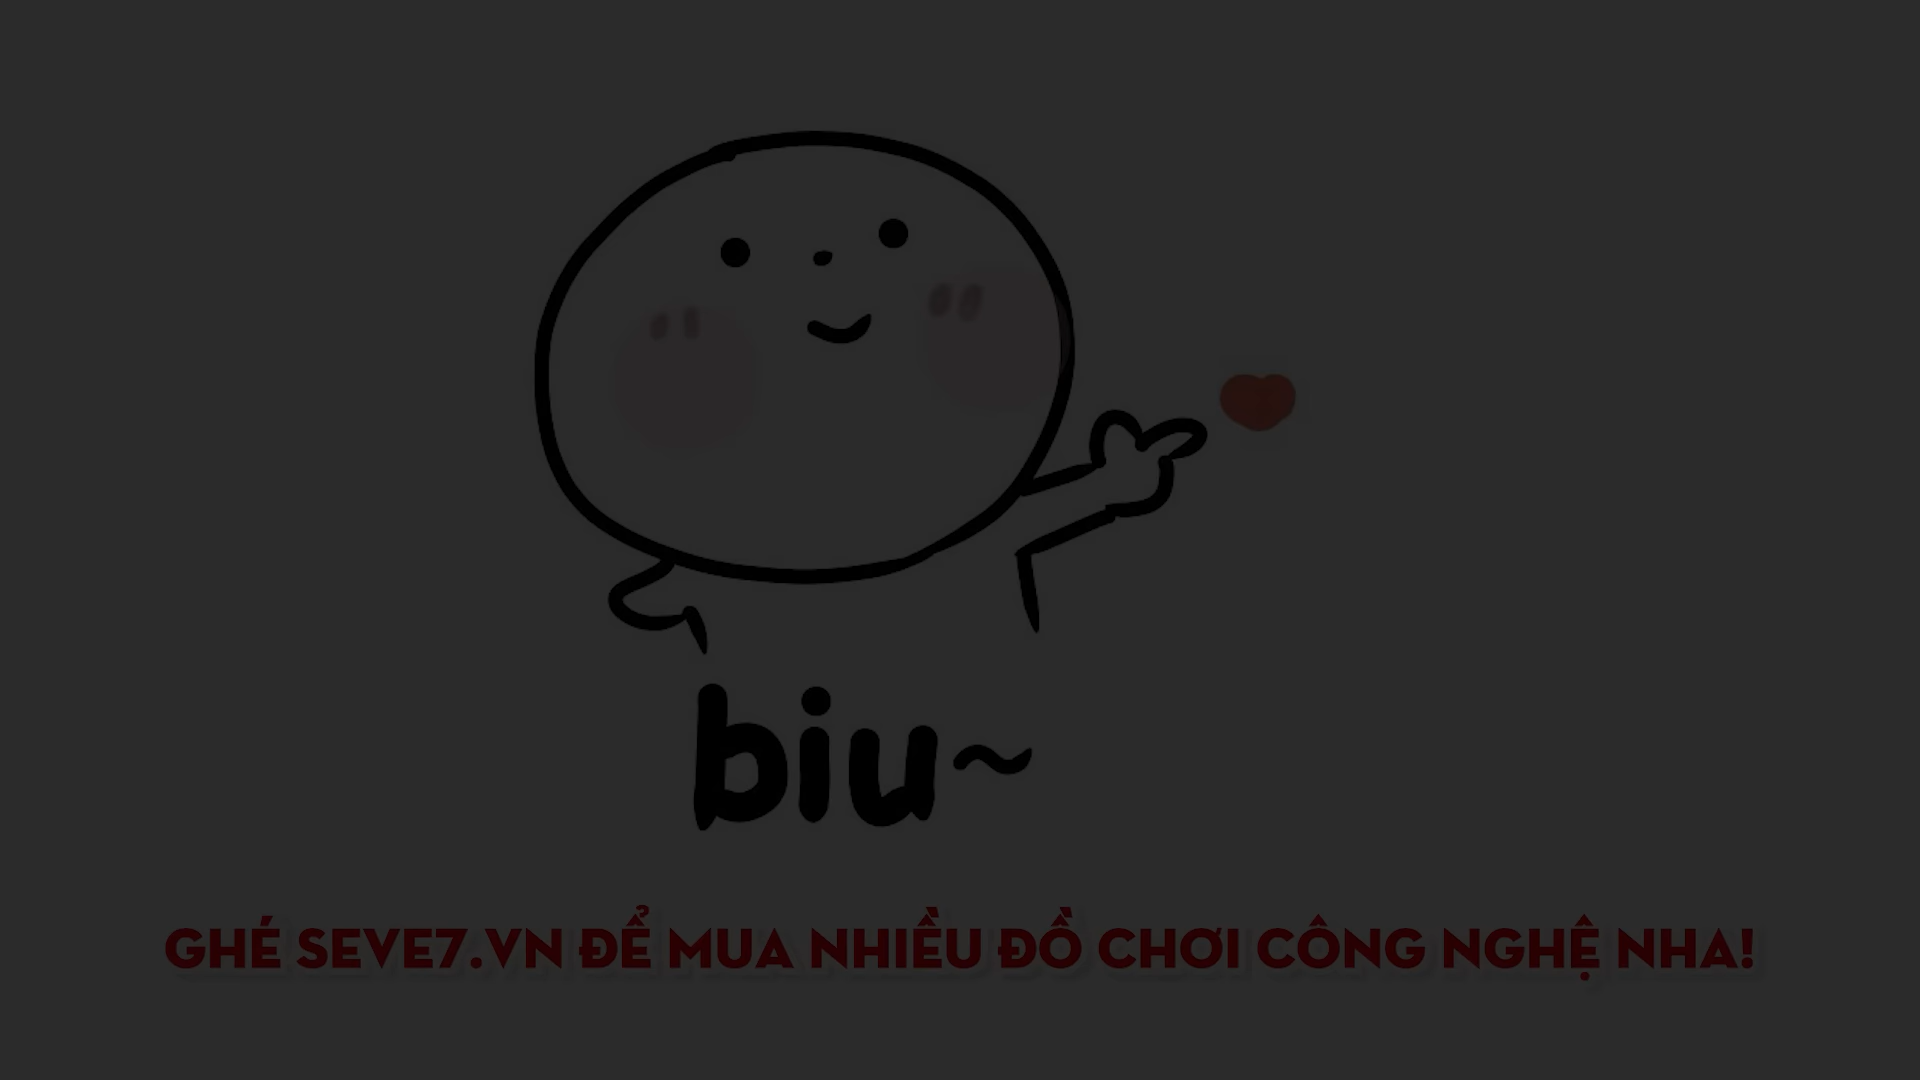 biu~
GHÉ SEVE7.VN ĐỂ MUA NHIỀU ĐỒ CHƠI CÔNG NGHỆ NHA!